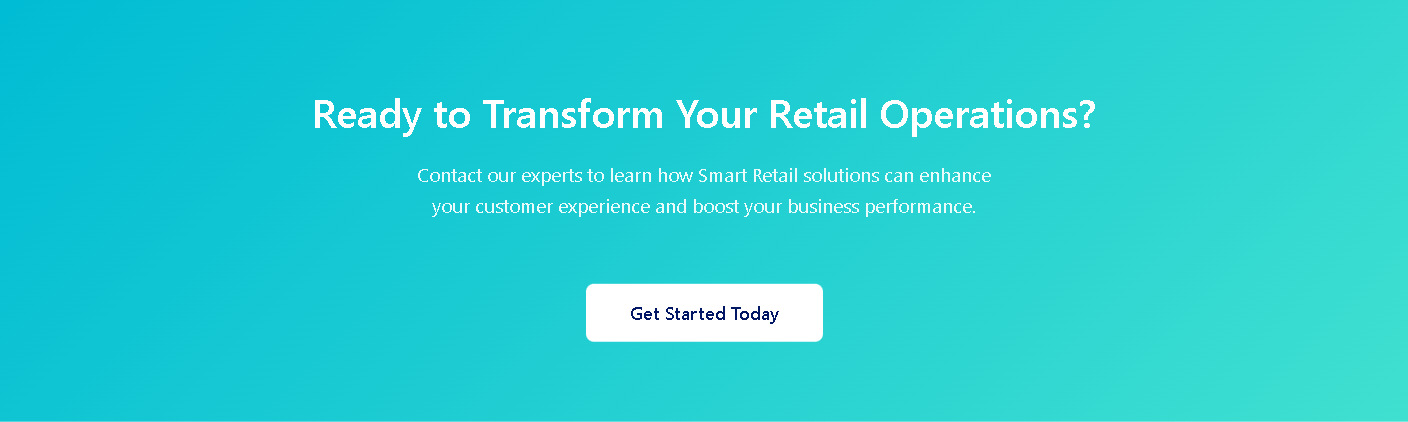 Ready to Transform Your Retail Operations?
Contact our experts to learn how Smart Retail solutions can enhance
your customer experience and boost your business performance.
Get Started Today